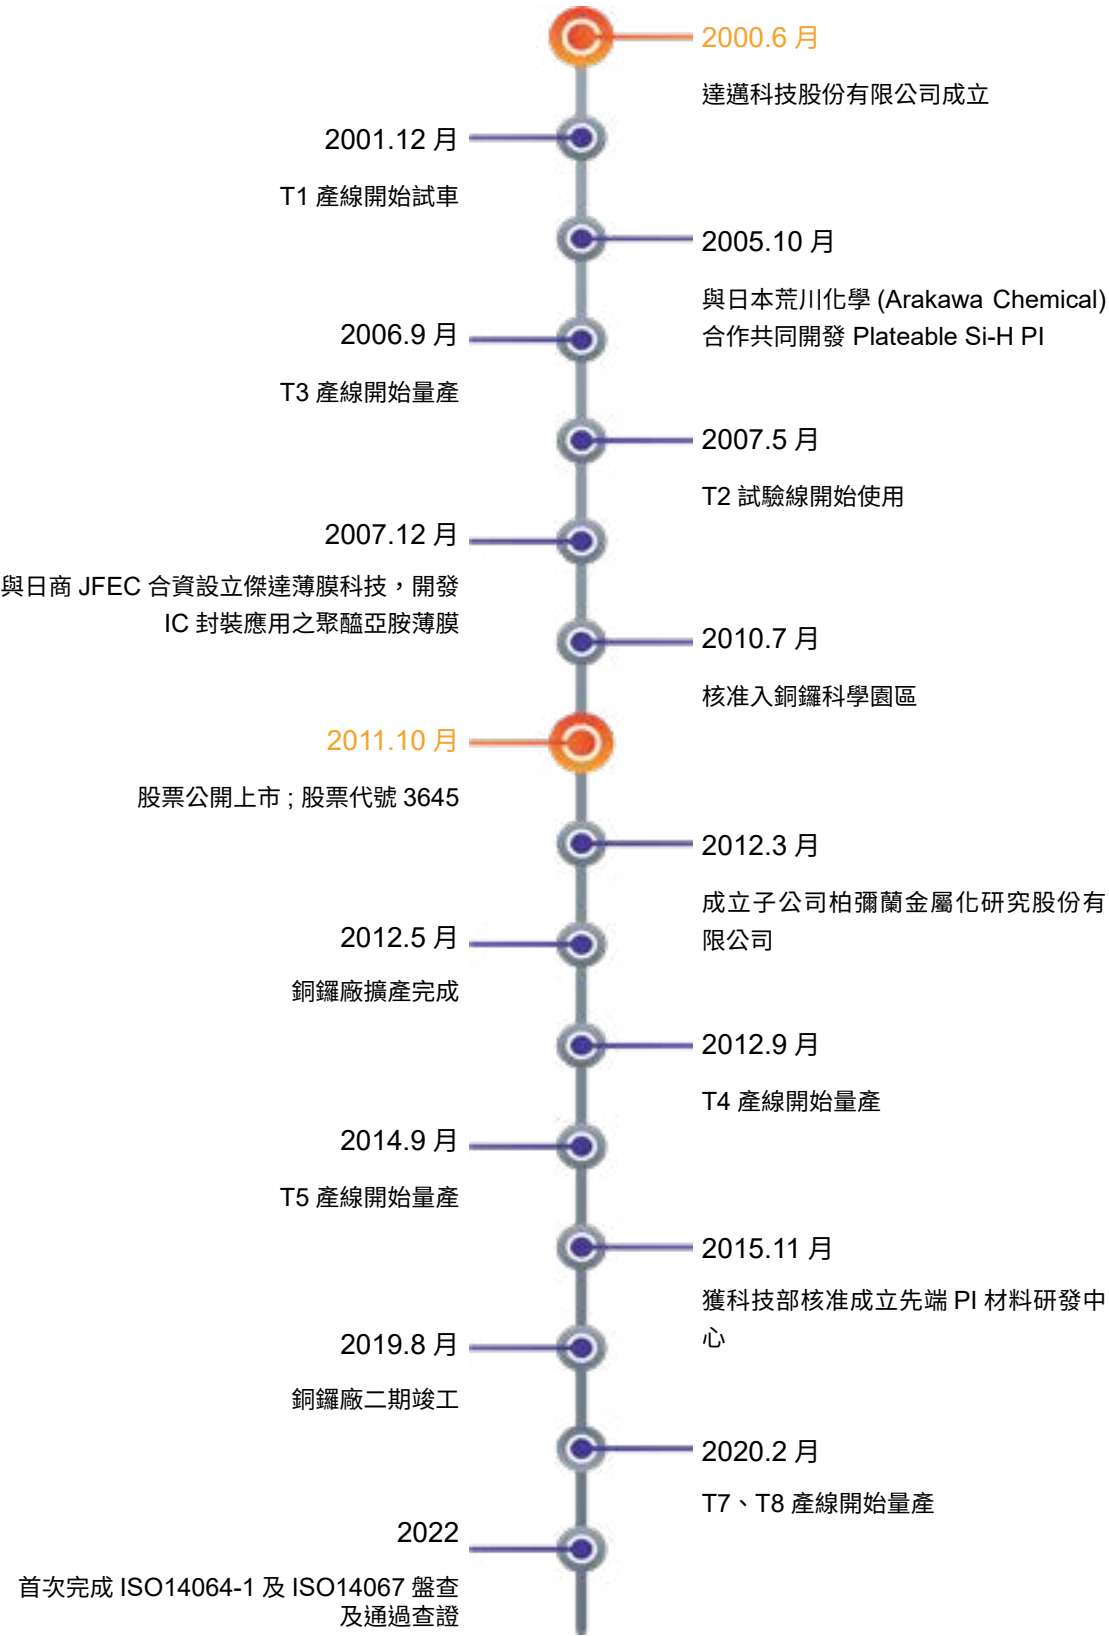 2000.6 月
達邁科技股份有限公司成立
2001.12 月
T1 產線開始試車
2005.10 月
與日本荒川化學 (Arakawa Chemical)
合作共同開發 Plateable Si-H PI
2006.9 月
T3 產線開始量產
2007.5 月
T2 試驗線開始使用
2007.12 月
與日商 JFEC 合資設立傑達薄膜科技，開發
IC 封裝應用之聚醯亞胺薄膜
2010.7 月
核准入銅鑼科學園區
2011.10 月
股票公開上市 ; 股票代號 3645
2012.3 月
成立子公司柏彌蘭金屬化研究股份有
限公司
2012.5 月
銅鑼廠擴產完成
2012.9 月
T4 產線開始量產
2014.9 月
T5 產線開始量產
2015.11 月
獲科技部核准成立先端 PI 材料研發中
心
2019.8 月
銅鑼廠二期竣工
2020.2 月
T7、T8 產線開始量產
2022
首次完成 ISO14064-1 及 ISO14067 盤查
及通過查證